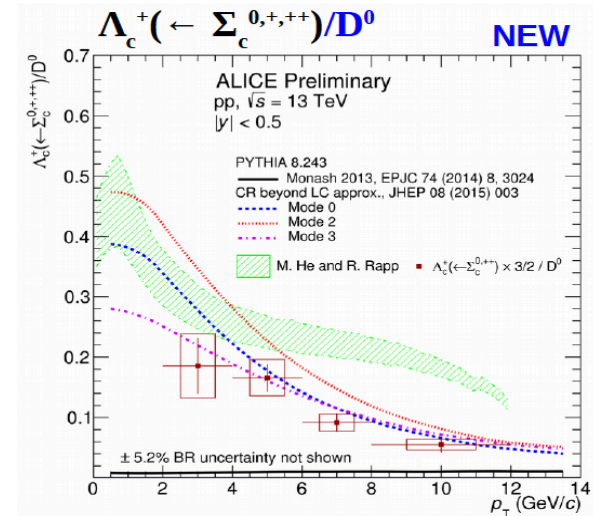 Λc⁺(← Σc⁰,⁺,⁺⁺)/D⁰
NEW
Λc⁺(←Σc⁰,⁺,⁺⁺)/D⁰
0.7
0.6
0.5
0.4
0.3
0.2
0.1
ALICE Preliminary
pp, √s = 13 TeV
|y| < 0.5
PYTHIA 8.243
Monash 2013, EPJC 74 (2014) 8, 3024
CR beyond LC approx., JHEP 08 (2015) 003
Mode 0
Mode 2
Mode 3
M. He and R. Rapp
Λc⁺(←Σc⁰,⁺⁺) × 3/2 / D⁰
± 5.2% BR uncertainty not shown
0 2 4 6 8 10 12 14
pT (GeV/c)